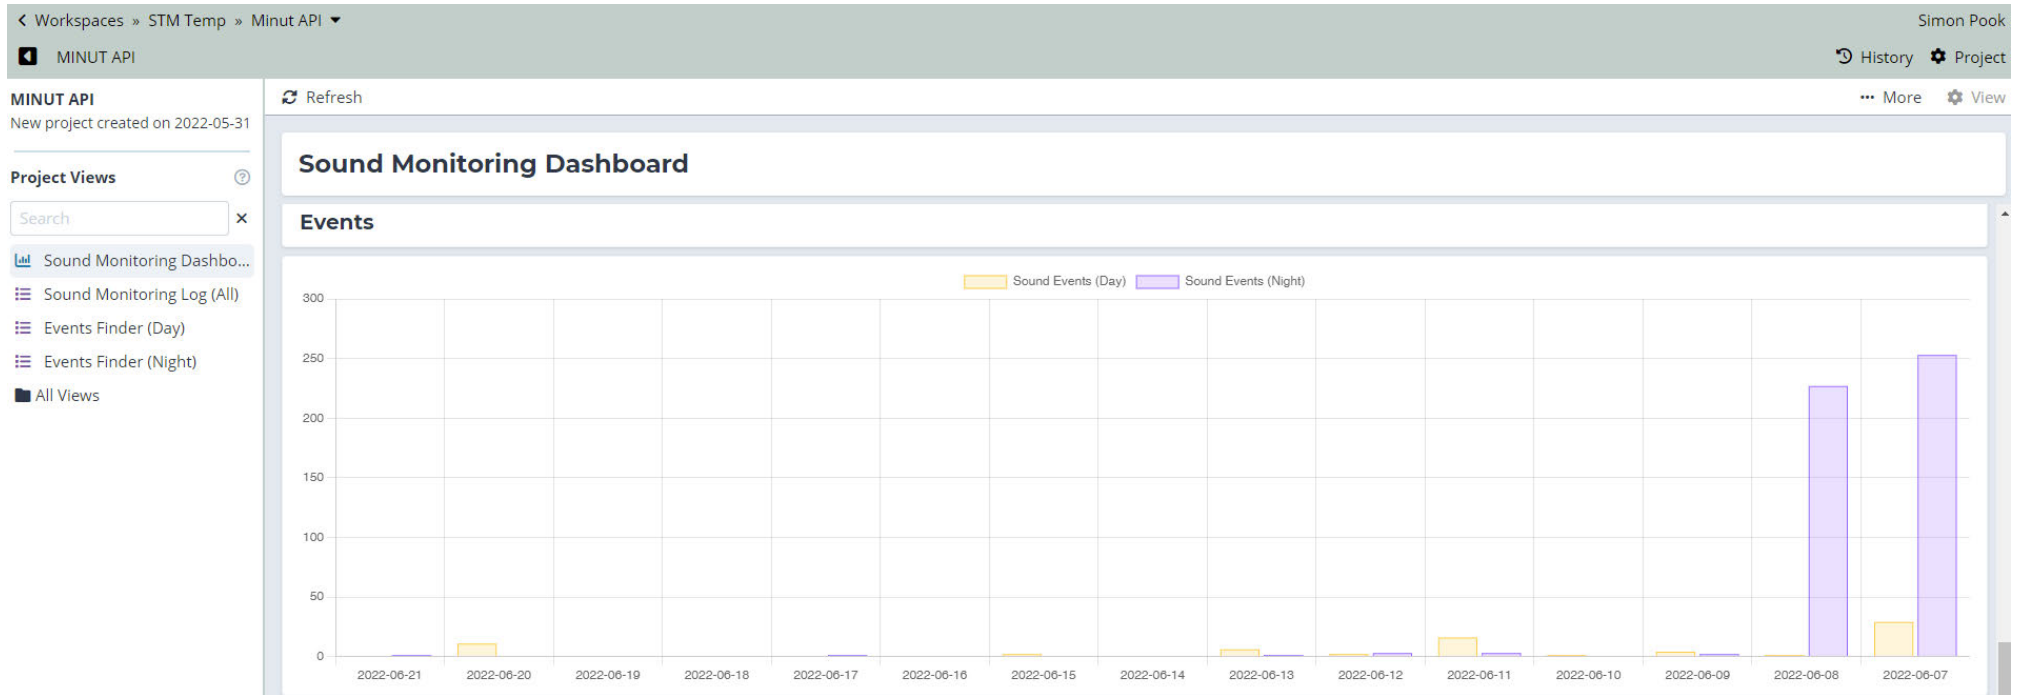 Workspaces » STM Temp » Minut API
Simon Pook
MINUT API
History Project
MINUT API
New project created on 2022-05-31
Project Views
Search
Sound Monitoring Dashbo...
Sound Monitoring Log (All)
Events Finder (Day)
Events Finder (Night)
All Views
Refresh
More View
Sound Monitoring Dashboard
Events
Sound Events (Day) Sound Events (Night)
300
250
200
150
100
50
0
2022-06-21 2022-06-20 2022-06-19 2022-06-18 2022-06-17 2022-06-16 2022-06-15 2022-06-14 2022-06-13 2022-06-12 2022-06-11 2022-06-10 2022-06-09 2022-06-08 2022-06-07